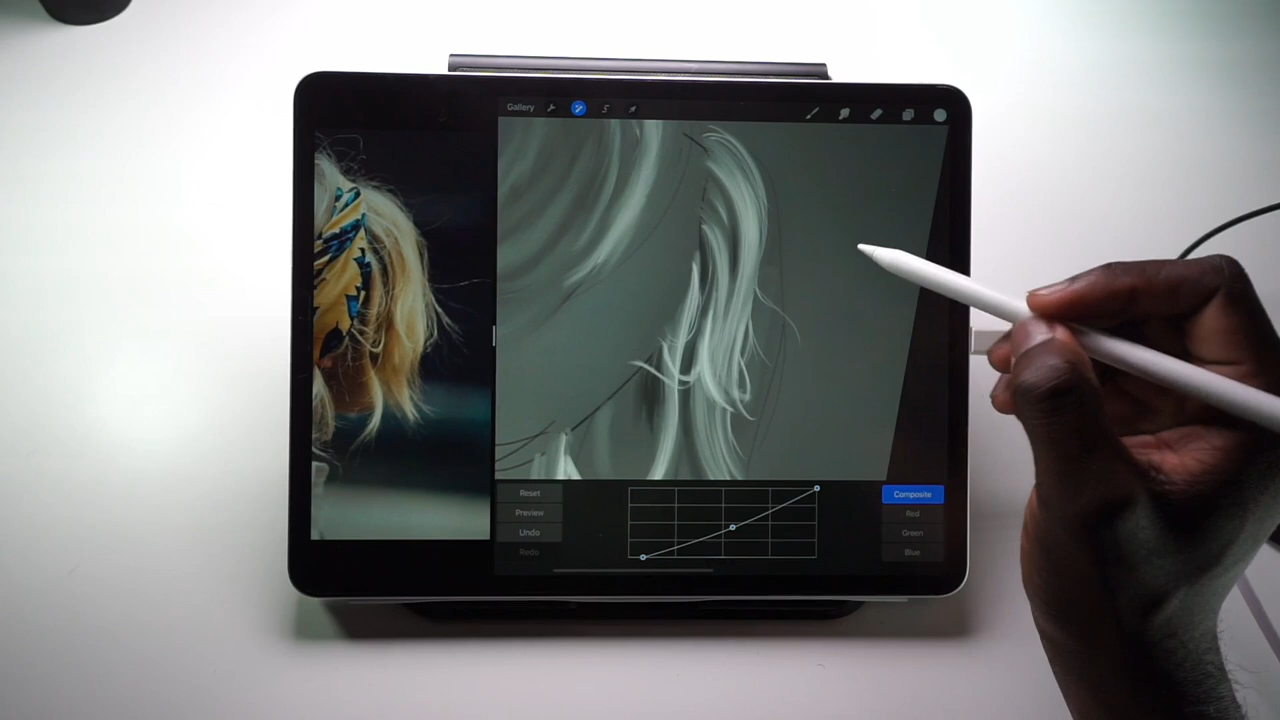 Gallery
Reset
Preview
Undo
Redo
Composite
Red
Green
Blue